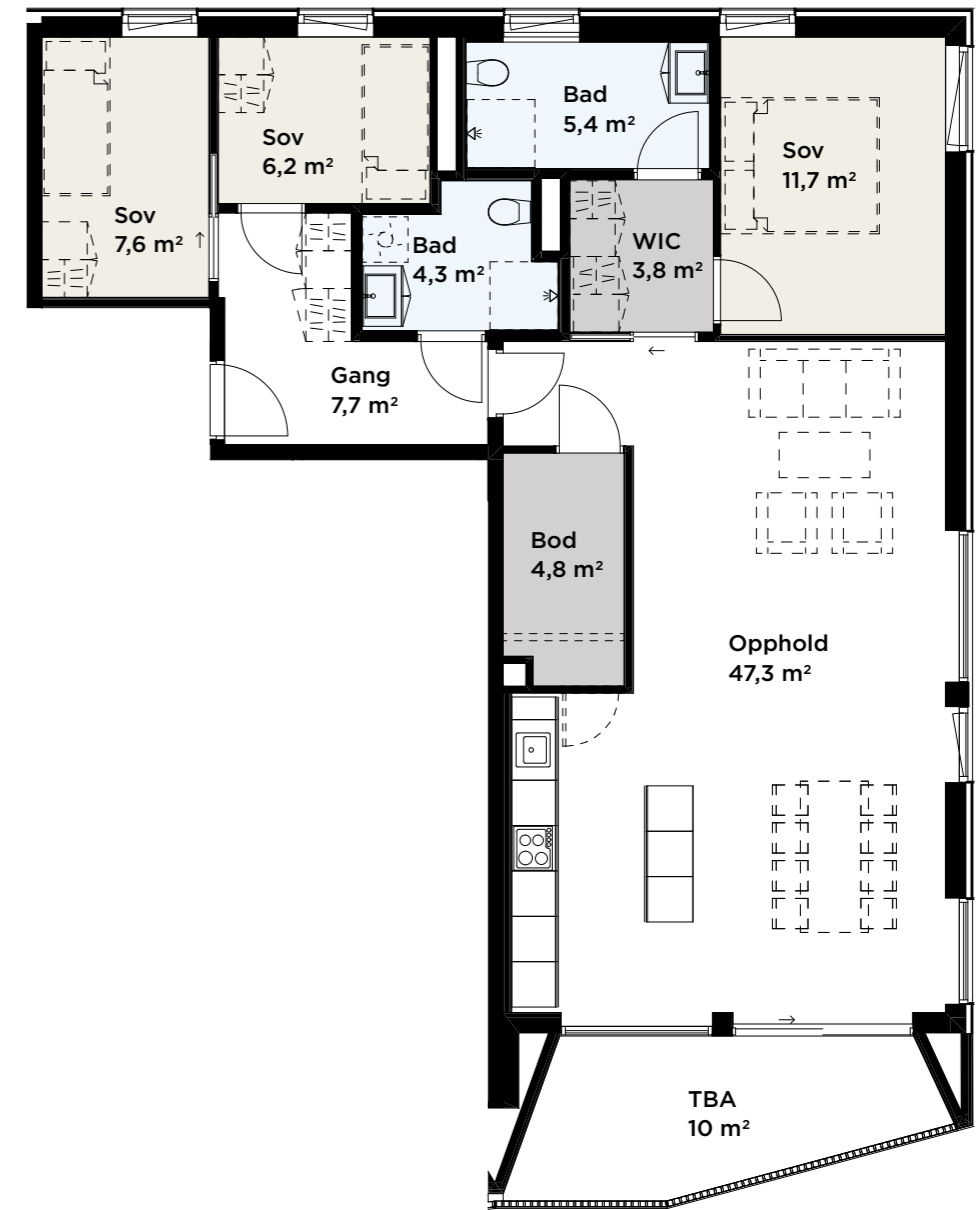 Sov
7,6 m²
Sov
6,2 m²
Bad
5,4 m²
Sov
11,7 m²
Bad
4,3 m²
WIC
3,8 m²
Gang
7,7 m²
Bod
4,8 m²
Opphold
47,3 m²
TBA
10 m²